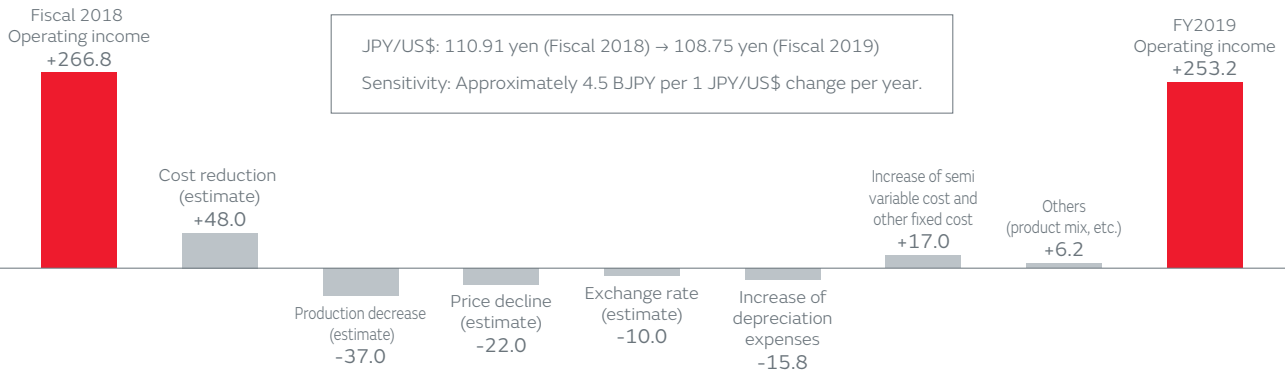 Fiscal 2018
Operating income
+266.8
JPY/US$: 110.91 yen (Fiscal 2018) → 108.75 yen (Fiscal 2019)
Sensitivity: Approximately 4.5 BJPY per 1 JPY/US$ change per year.
FY2019
Operating income
+253.2
Cost reduction
(estimate)
+48.0
Production decrease
(estimate)
-37.0
Price decline
(estimate)
-22.0
Exchange rate
(estimate)
-10.0
Increase of
depreciation
expenses
-15.8
Increase of semi
variable cost and
other fixed cost
+17.0
Others
(product mix, etc.)
+6.2